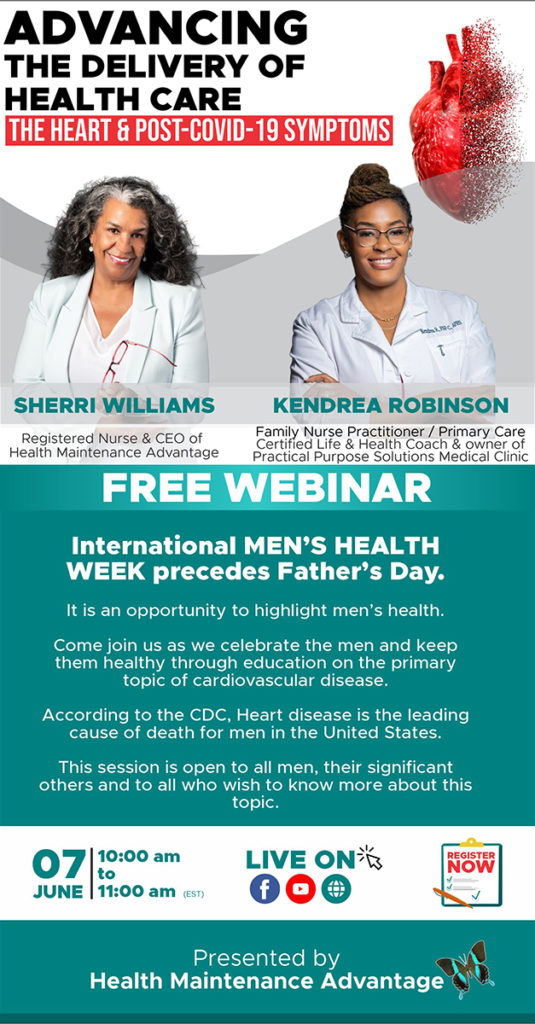 ADVANCING
THE DELIVERY OF
HEALTH CARE
THE HEART & POST-COVID-19 SYMPTOMS
SHERRI WILLIAMS
Registered Nurse & CEO of
Health Maintenance Advantage
KENDREA ROBINSON
Family Nurse Practitioner / Primary Care
Certified Life & Health Coach & owner of
Practical Purpose Solutions Medical Clinic
FREE WEBINAR
International MEN'S HEALTH
WEEK precedes Father's Day.
It is an opportunity to highlight men's health.
Come join us as we celebrate the men and keep
them healthy through education on the primary
topic of cardiovascular disease.
According to the CDC, Heart disease is the leading
cause of death for men in the United States.
This session is open to all men, their significant
others and to all who wish to know more about this
topic.
07
JUNE
10:00 am
to
11:00 am (EST)
LIVE ON
REGISTER
NOW
Presented by
Health Maintenance Advantage